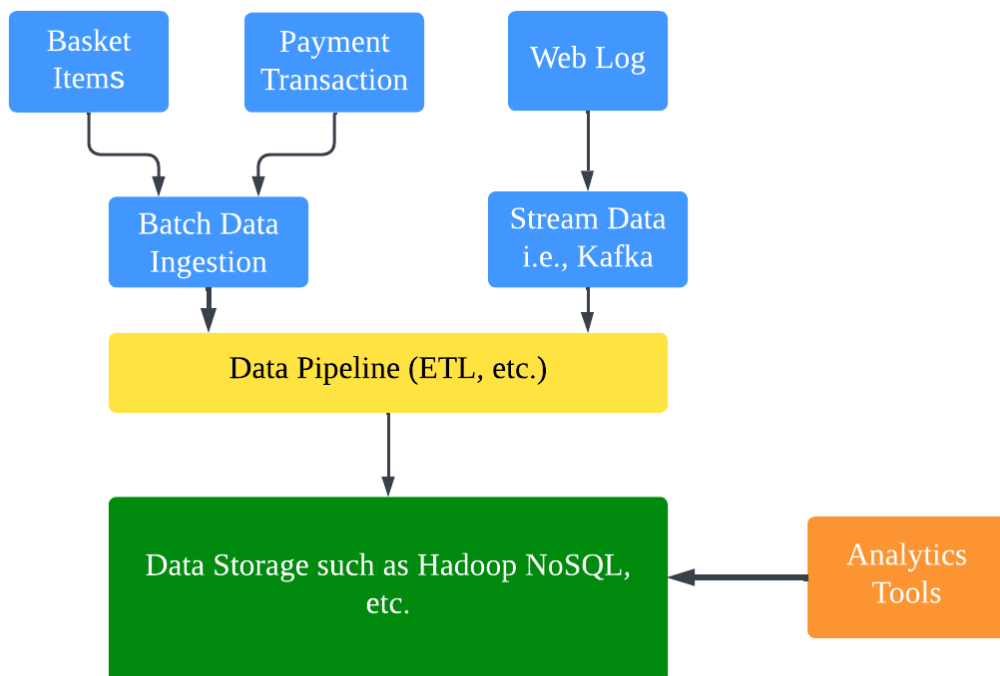 Basket
Items
Payment
Transaction
Web Log
Batch Data
Ingestion
Stream Data
i.e., Kafka
Data Pipeline (ETL, etc.)
Data Storage such as Hadoop NoSQL,
etc.
Analytics
Tools